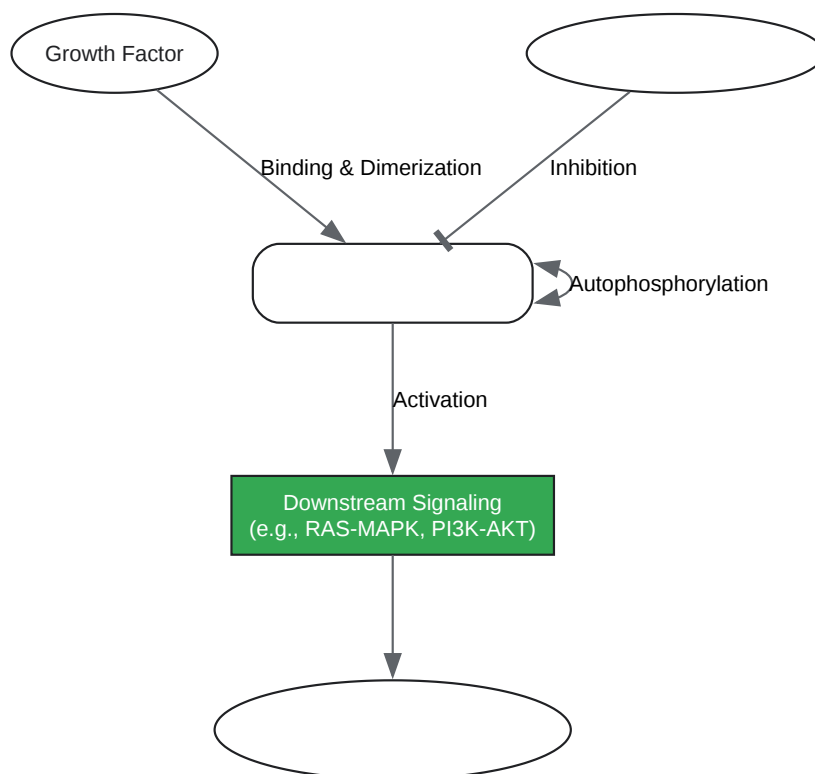 Growth Factor
Binding & Dimerization
Inhibition
Autophosphorylation
Activation
Downstream Signaling
(e.g., RAS-MAPK, PI3K-AKT)